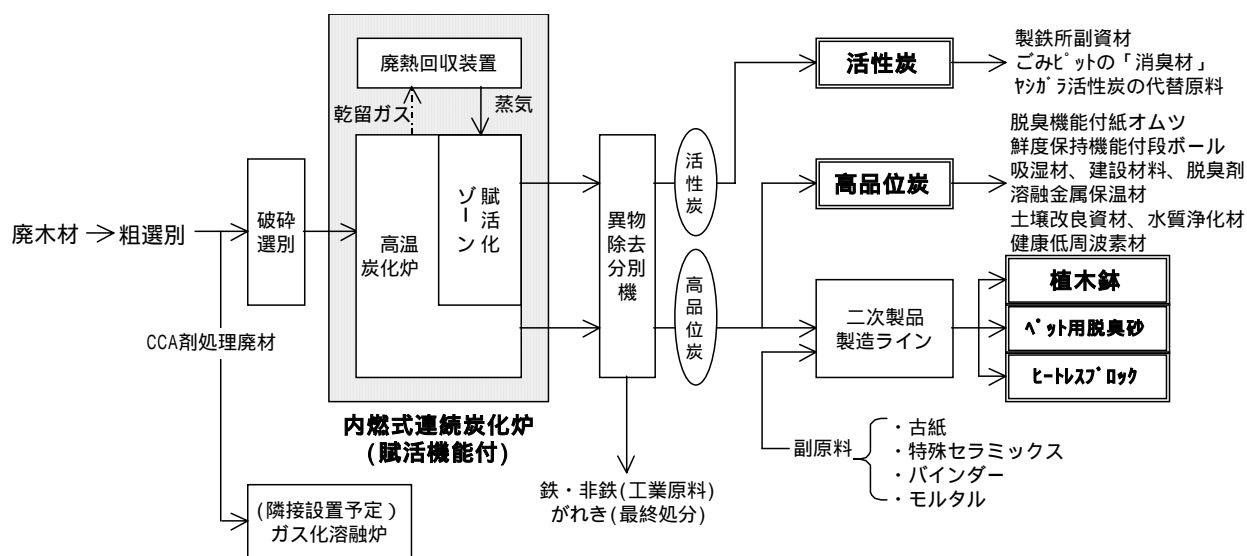 廃熱回収装置
乾留ガス
蒸気
賦活化
ゾーン
高温
炭化炉
廃木材
粗選別
破砕
選別
CCA剤処理廃材
内燃式連続炭化炉
(賦活機能付)
(隣接設置予定)
ガス化溶融炉
異物
除去
分別
機
活性炭
高品位炭
鉄・非鉄(工業原料)
がれき(最終処分)
活性炭
製鉄所副資材
ごみピットの「消臭材」
ヤシガラ活性炭の代替原料
高品位炭
脱臭機能付紙オムツ
鮮度保持機能付段ボール
吸湿材、建設材料、脱臭剤
溶融金属保温材
土壌改良資材、水質浄化材
健康低周波素材
二次製品
製造ライン
植木鉢
ペット用脱臭砂
ヒートレスブロック
副原料
・古紙
・特殊セラミックス
・バインダー
・モルタル